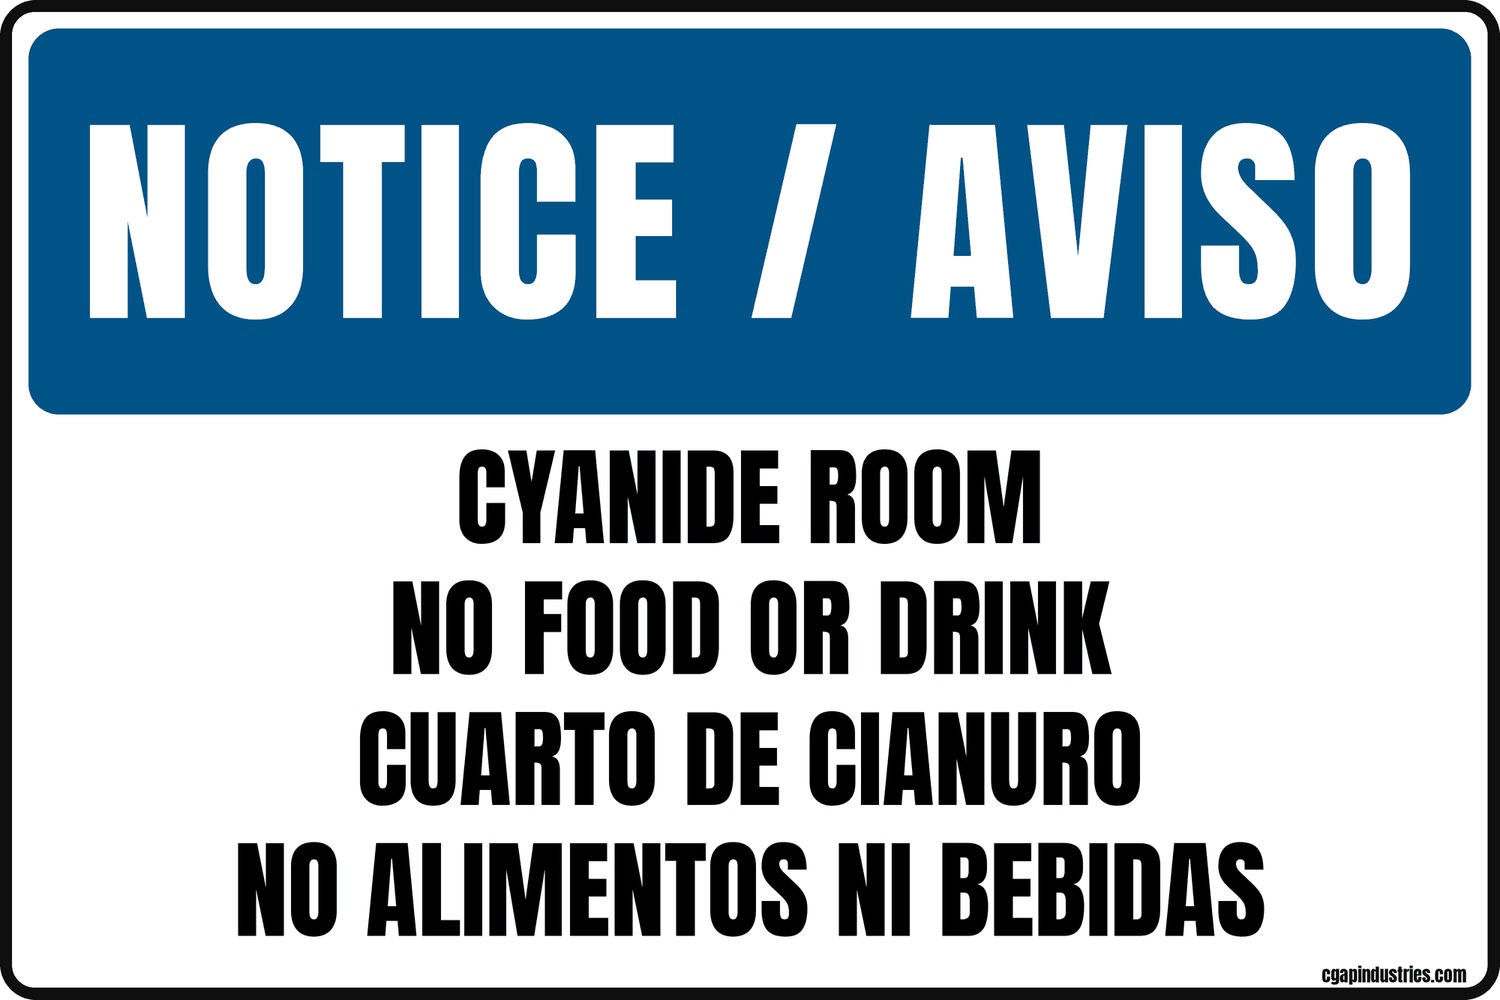 NOTICE / AVISO
CYANIDE ROOM
NO FOOD OR DRINK
CUARTO DE CIANURO
NO ALIMENTOS NI BEBIDAS
cgapindustries.com